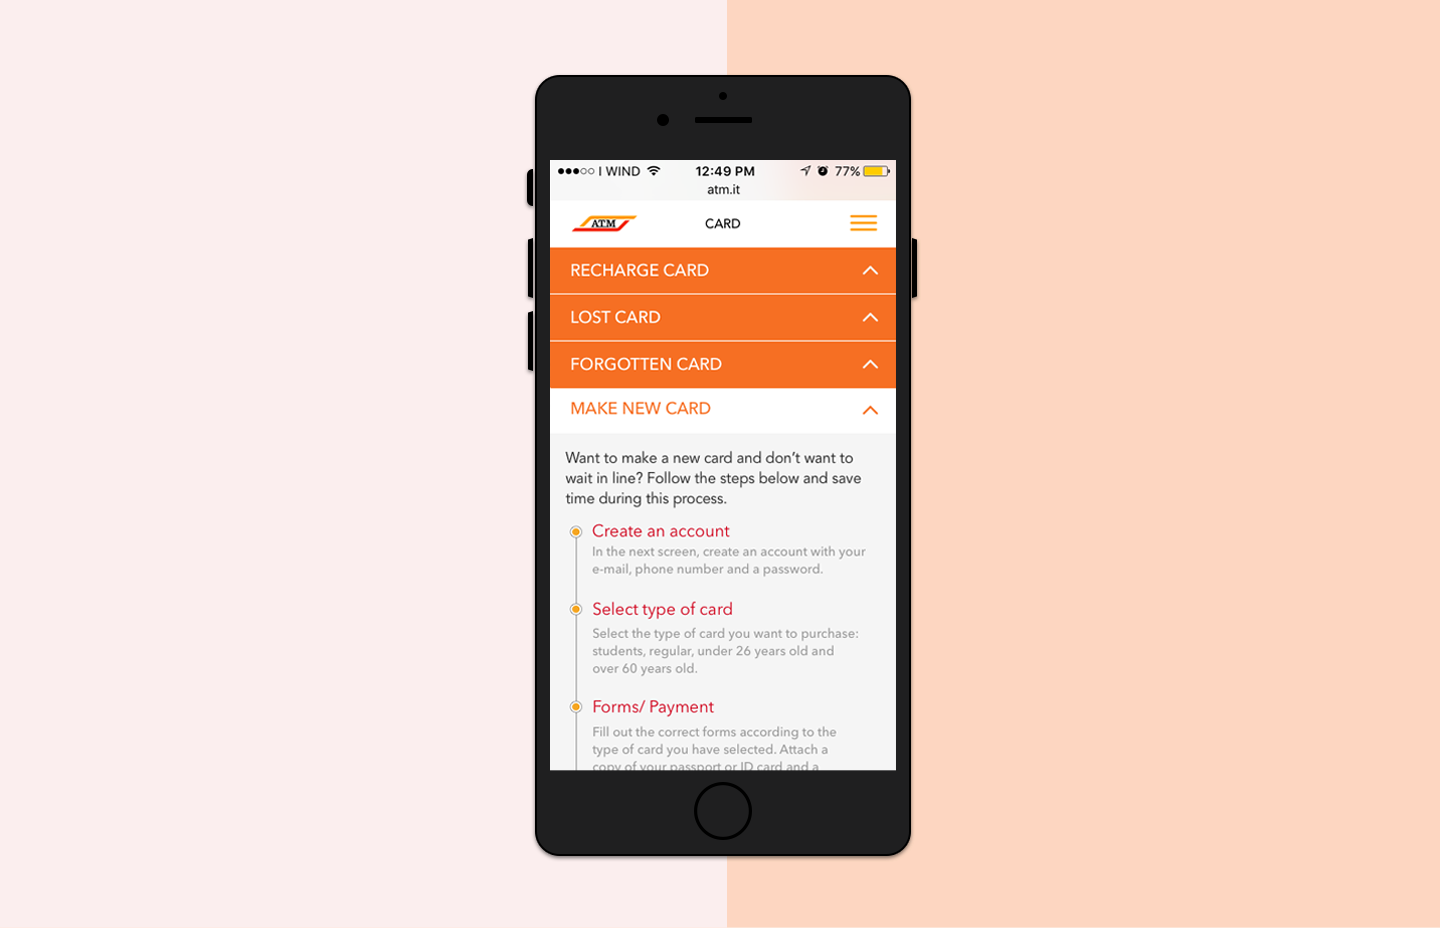 I WIND 12:49 PM 77%
atm.it
ATM CARD
RECHARGE CARD
LOST CARD
FORGOTTEN CARD
MAKE NEW CARD
Want to make a new card and don't want to
wait in line? Follow the steps below and save
time during this process.
Create an account
In the next screen, create an account with your
e-mail, phone number and a password.
Select type of card
Select the type of card you want to purchase:
students, regular, under 26 years old and
over 60 years old.
Forms/ Payment
Fill out the correct forms according to the
type of card you have selected. Attach a
copy of your passport or ID card and a